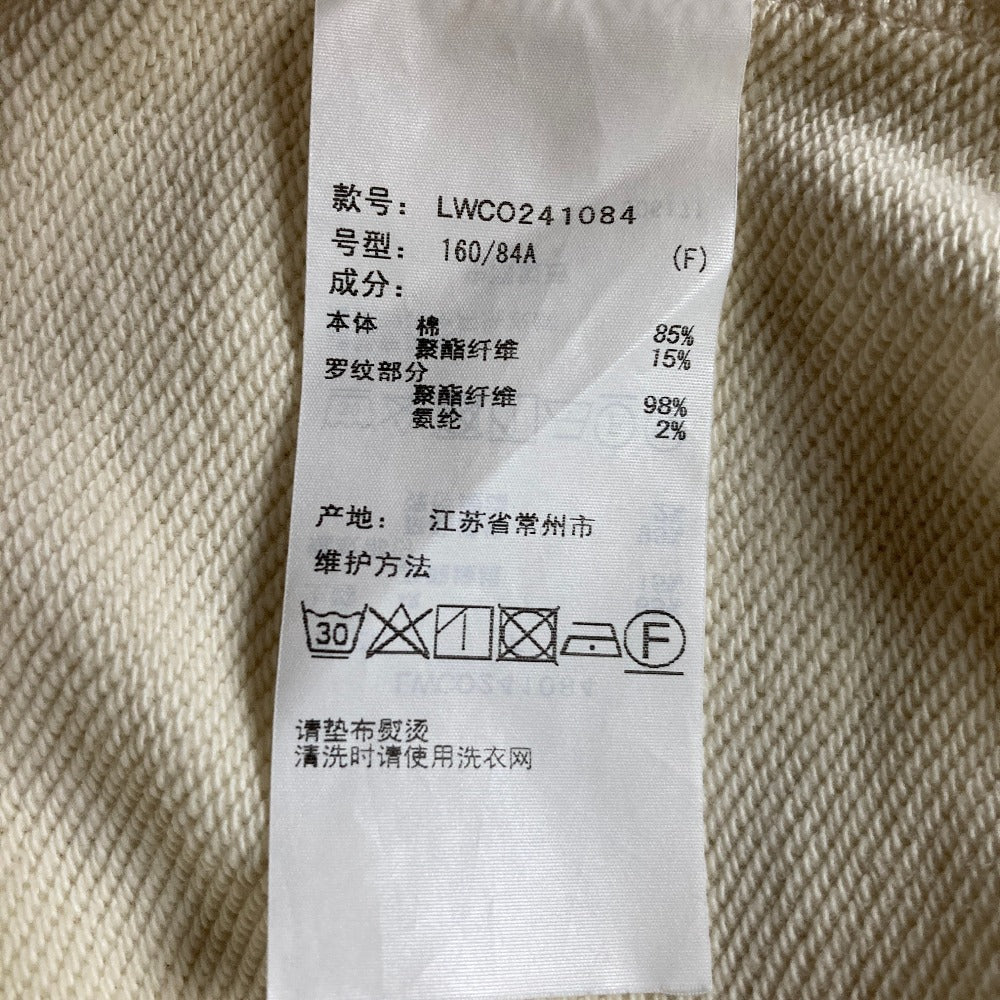 款号: LWCO241084
号型: 160/84A (F)
成分:
本体 棉 85%
聚酯纤维 15%
罗纹部分
聚酯纤维 98%
氨纶 2%
产地: 江苏省常州市
维护方法
30 F
请垫布熨烫
清洗时请使用洗衣网
LWCO241084